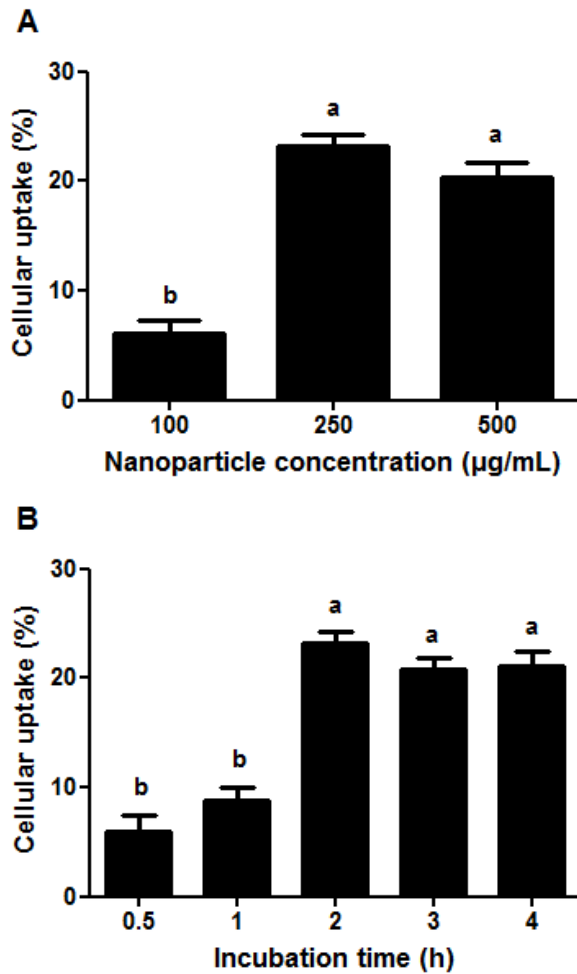 A
Cellular uptake (%)
30
20
10
0
a
a
b
100 250 500
Nanoparticle concentration (µg/mL)
B
Cellular uptake (%)
30
20
10
0
b b a a a
0.5 1 2 3 4
Incubation time (h)